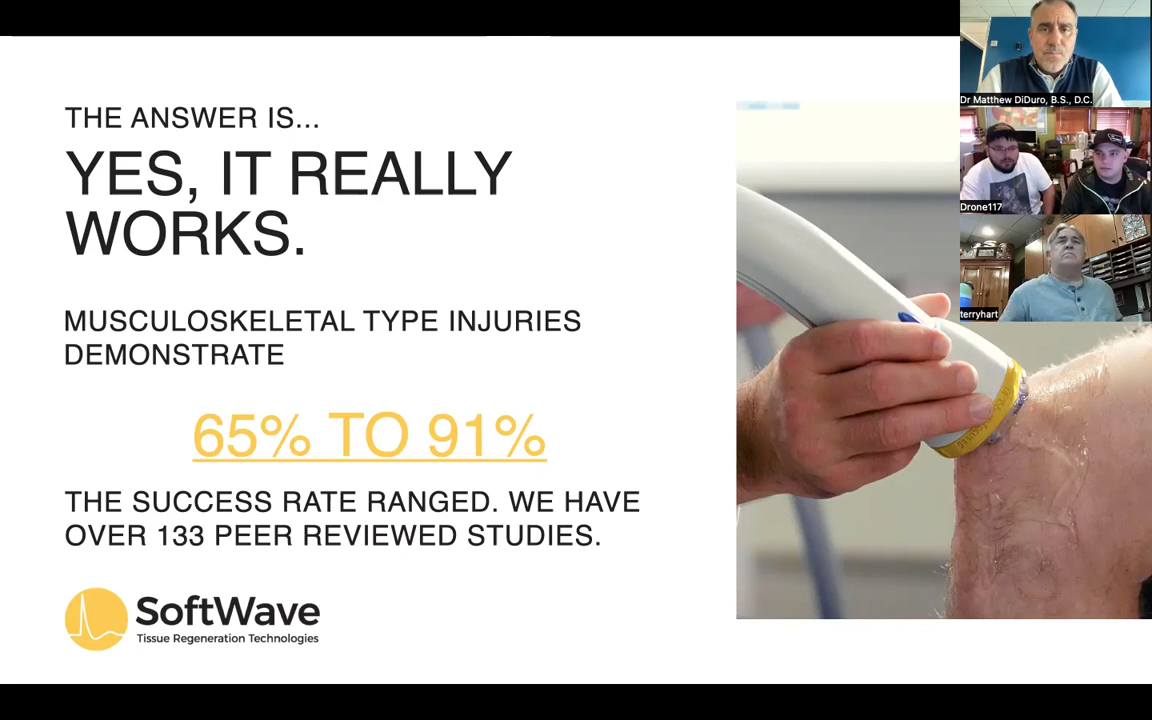 THE ANSWER IS...
YES, IT REALLY
WORKS.
MUSCULOSKELETAL TYPE INJURIES
DEMONSTRATE
65% TO 91%
THE SUCCESS RATE RANGED. WE HAVE
OVER 133 PEER REVIEWED STUDIES.
SoftWave
Tissue Regeneration Technologies
Dr Matthew DiDuro, B.S., D.C.
Drone117
terryhart